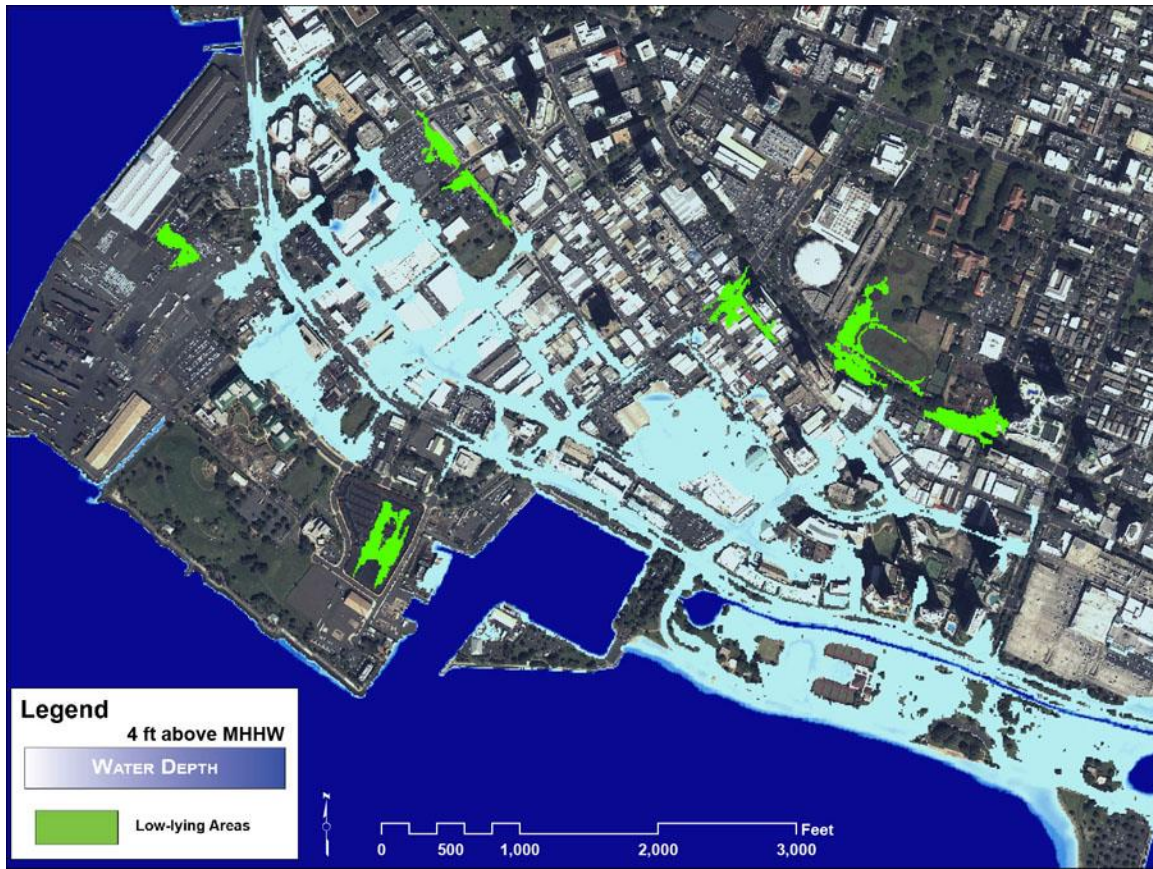 Legend
4 ft above MHHW
WATER DEPTH
Low-lying Areas
N
Feet
0 500 1,000 2,000 3,000